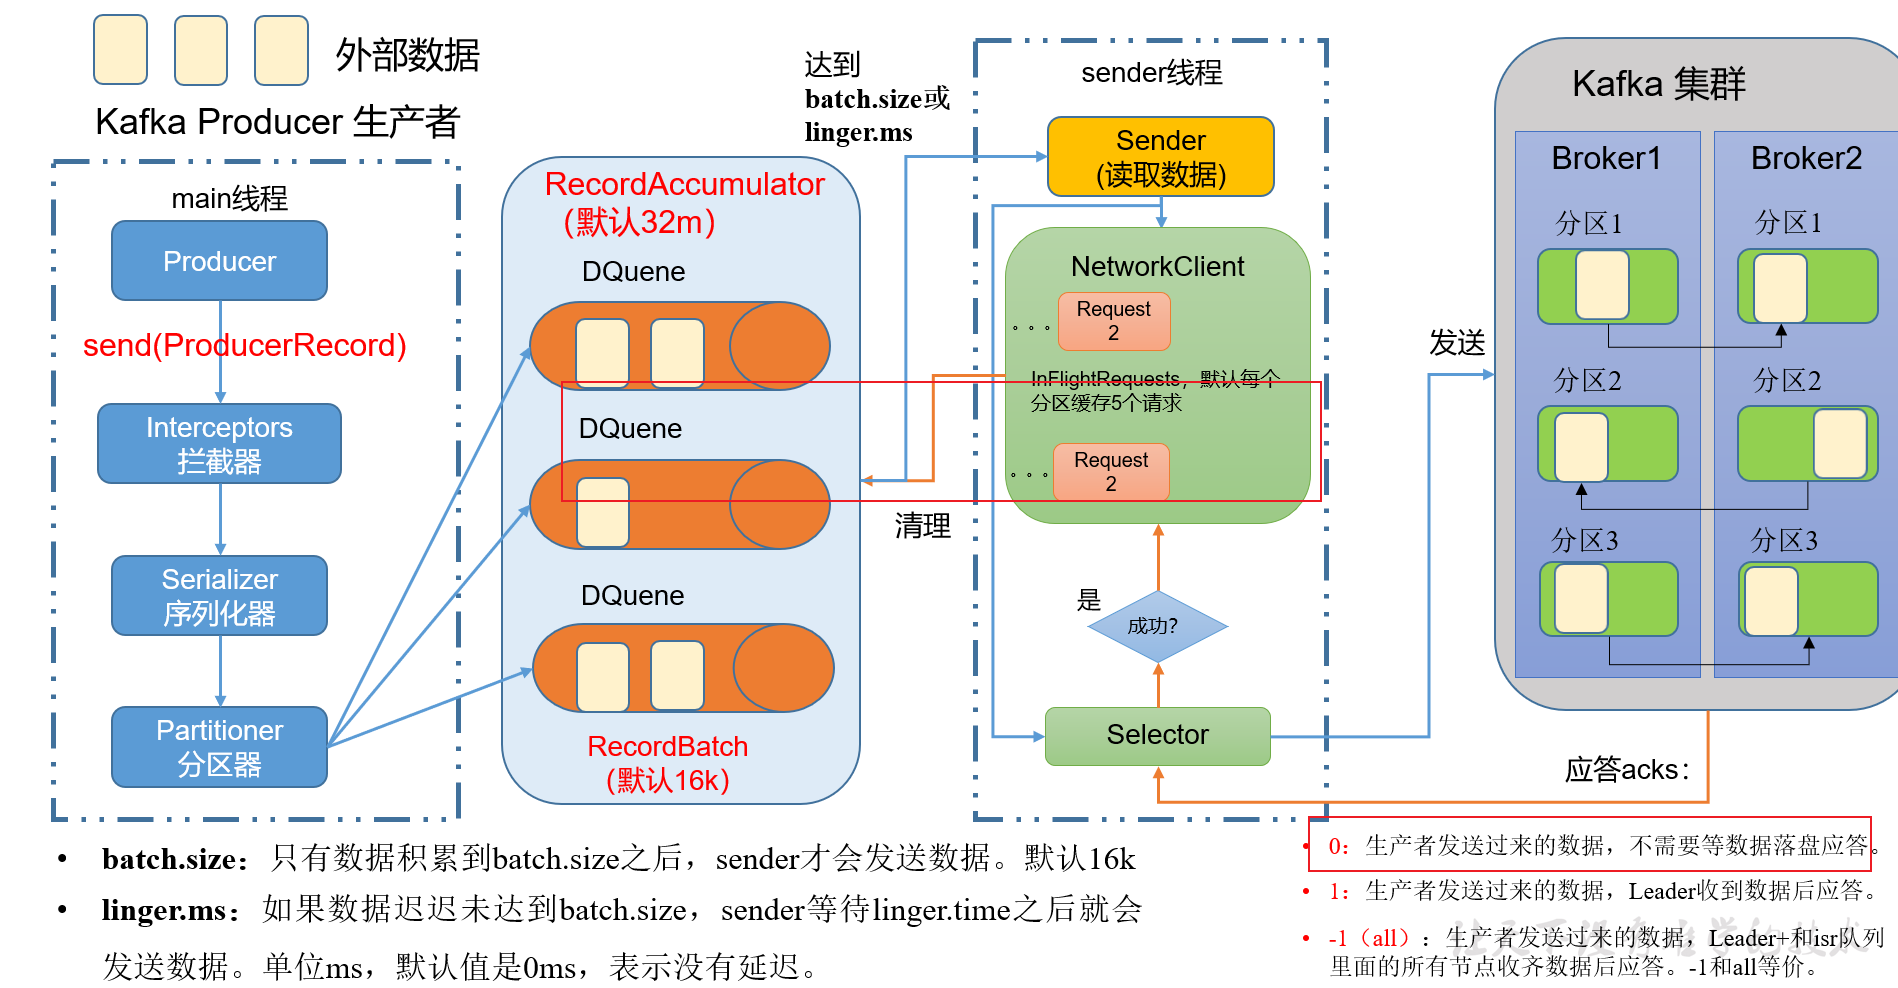 外部数据
Kafka Producer 生产者
main线程
Producer
send(ProducerRecord)
Interceptors
拦截器
Serializer
序列化器
Partitioner
分区器
RecordAccumulator
（默认32m）
DQuene
DQuene
DQuene
RecordBatch
（默认16k）
达到
batch.size或
linger.ms
清理
sender线程
Sender
(读取数据)
NetworkClient
。。。
Request
2
InFlightRequests，默认每个
分区缓存5个请求
。。。
Request
2
是
成功?
Selector
发送
Kafka 集群
Broker1
分区1
分区2
分区3
Broker2
分区1
分区2
分区3
应答acks：
• batch.size：只有数据积累到batch.size之后，sender才会发送数据。默认16k
• linger.ms：如果数据迟迟未达到batch.size，sender等待linger.time之后就会
发送数据。单位ms，默认值是0ms，表示没有延迟。
• 0：生产者发送过来的数据，不需要等数据落盘应答。
• 1：生产者发送过来的数据，Leader收到数据后应答。
• -1（all）：生产者发送过来的数据，Leader+和isr队列
里面的所有节点收齐数据后应答。-1和all等价。
让天下没有难学的技术